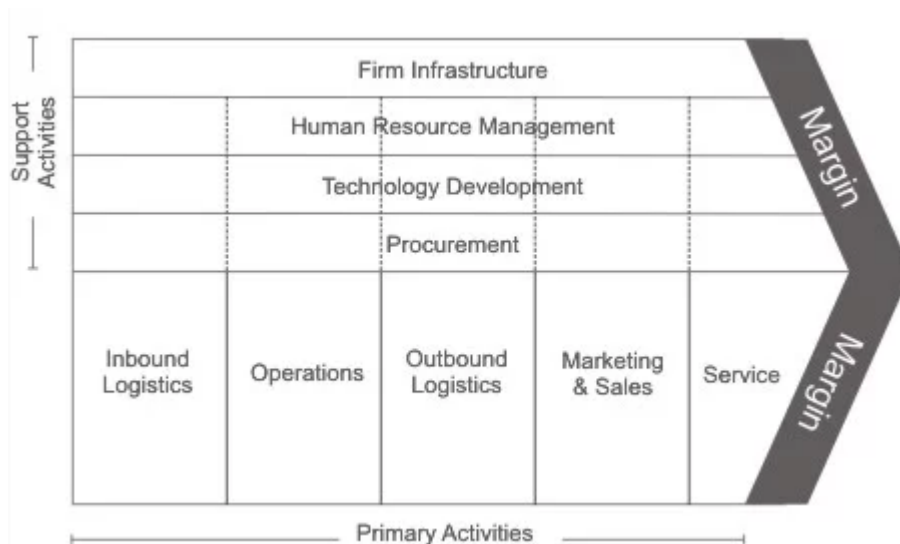 Support
Activities
Firm Infrastructure
Human Resource Management
Technology Development
Procurement
Inbound
Logistics
Operations
Outbound
Logistics
Marketing
& Sales
Service
Margin
Margin
Primary Activities